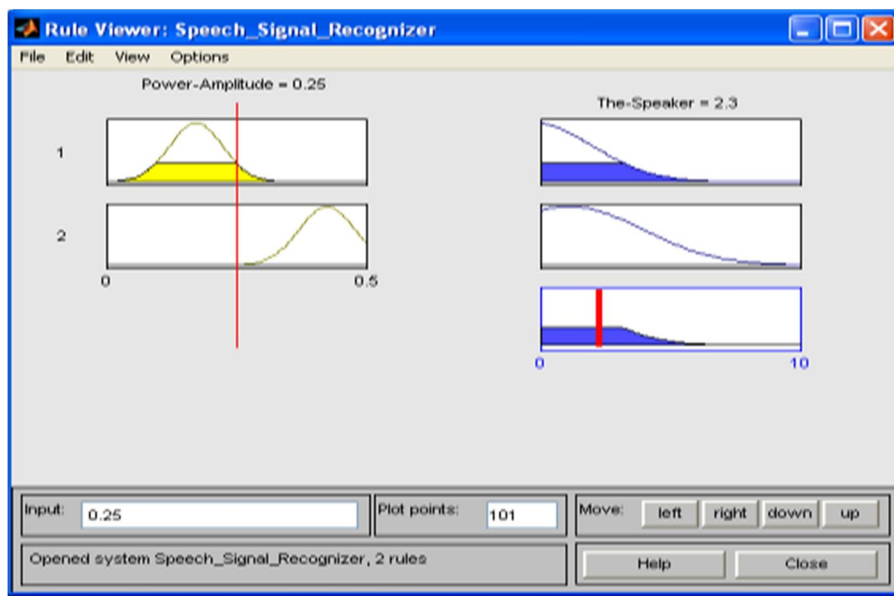 Rule Viewer: Speech_Signal_Recognizer
File Edit View Options
Power-Amplitude = 0.25
The-Speaker = 2.3
1
2
0 0.5
0 10
Input: 0.25 Plot points: 101 Move: left right down up
Opened system Speech_Signal_Recognizer, 2 rules Help Close